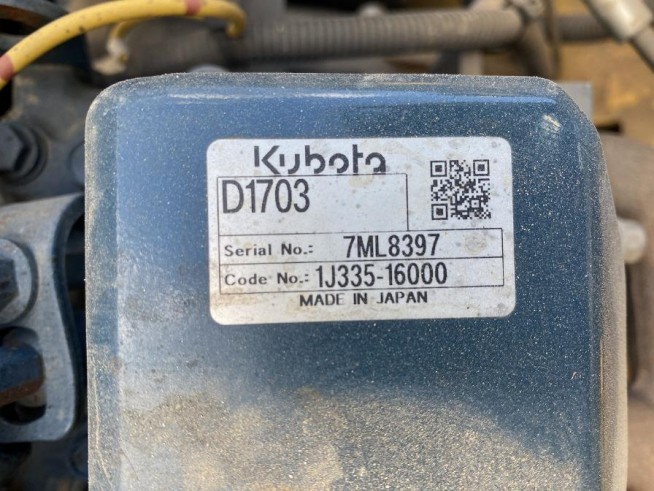 Kubota
D1703
Serial No.: 7ML8397
Code No.: 1J335-16000
MADE IN JAPAN